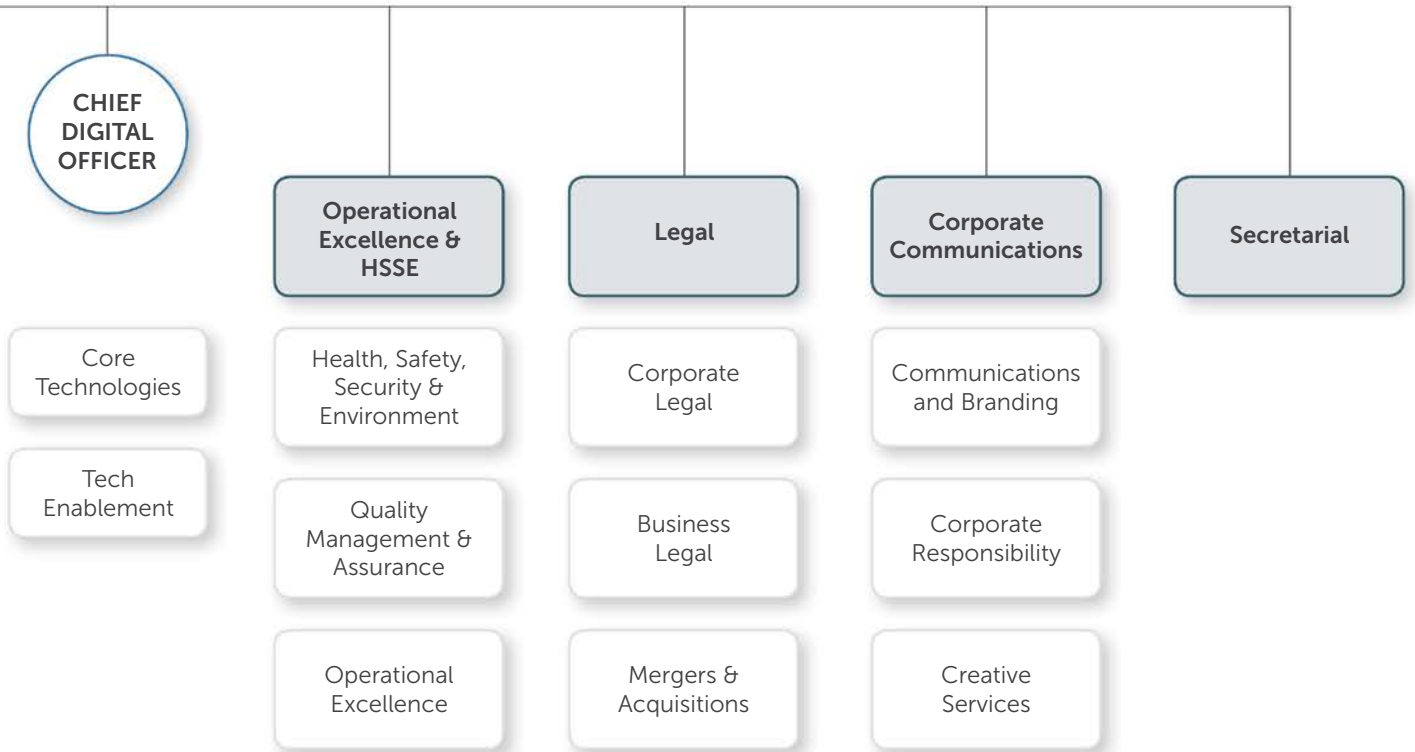 CHIEF
DIGITAL
OFFICER
Operational
Excellence &
HSSE
Legal
Corporate
Communications
Secretarial
Core
Technologies
Tech
Enablement
Health, Safety,
Security &
Environment
Quality
Management &
Assurance
Operational
Excellence
Corporate
Legal
Business
Legal
Mergers &
Acquisitions
Communications
and Branding
Corporate
Responsibility
Creative
Services